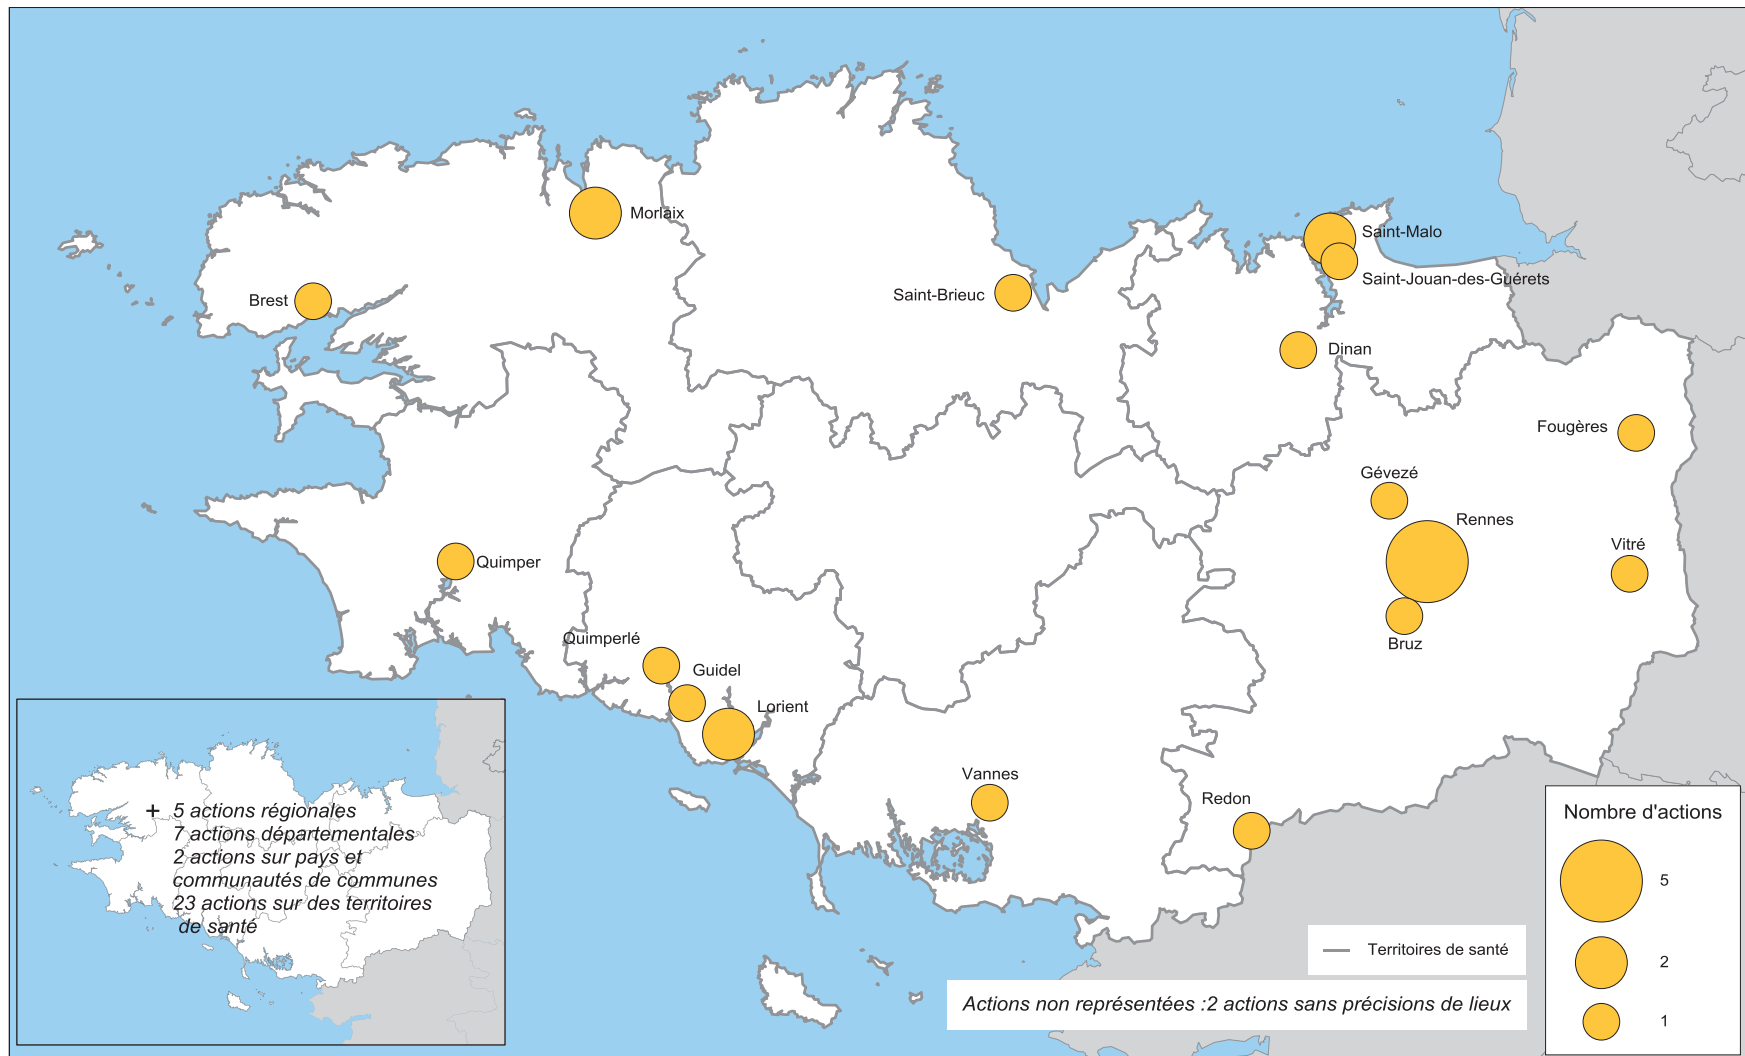 Morlaix
Saint-Malo
Saint-Jouan-des-Guérets
Brest
Saint-Brieuc
Dinan
Fougères
Gévezé
Rennes
Vitré
Quimper
Bruz
Quimperlé
Guidel
Lorient
Vannes
Redon
+ 5 actions régionales
7 actions départementales
2 actions sur pays et
communautés de communes
23 actions sur des territoires
de santé
Nombre d'actions
5
2
1
Territoires de santé
Actions non représentées :2 actions sans précisions de lieux